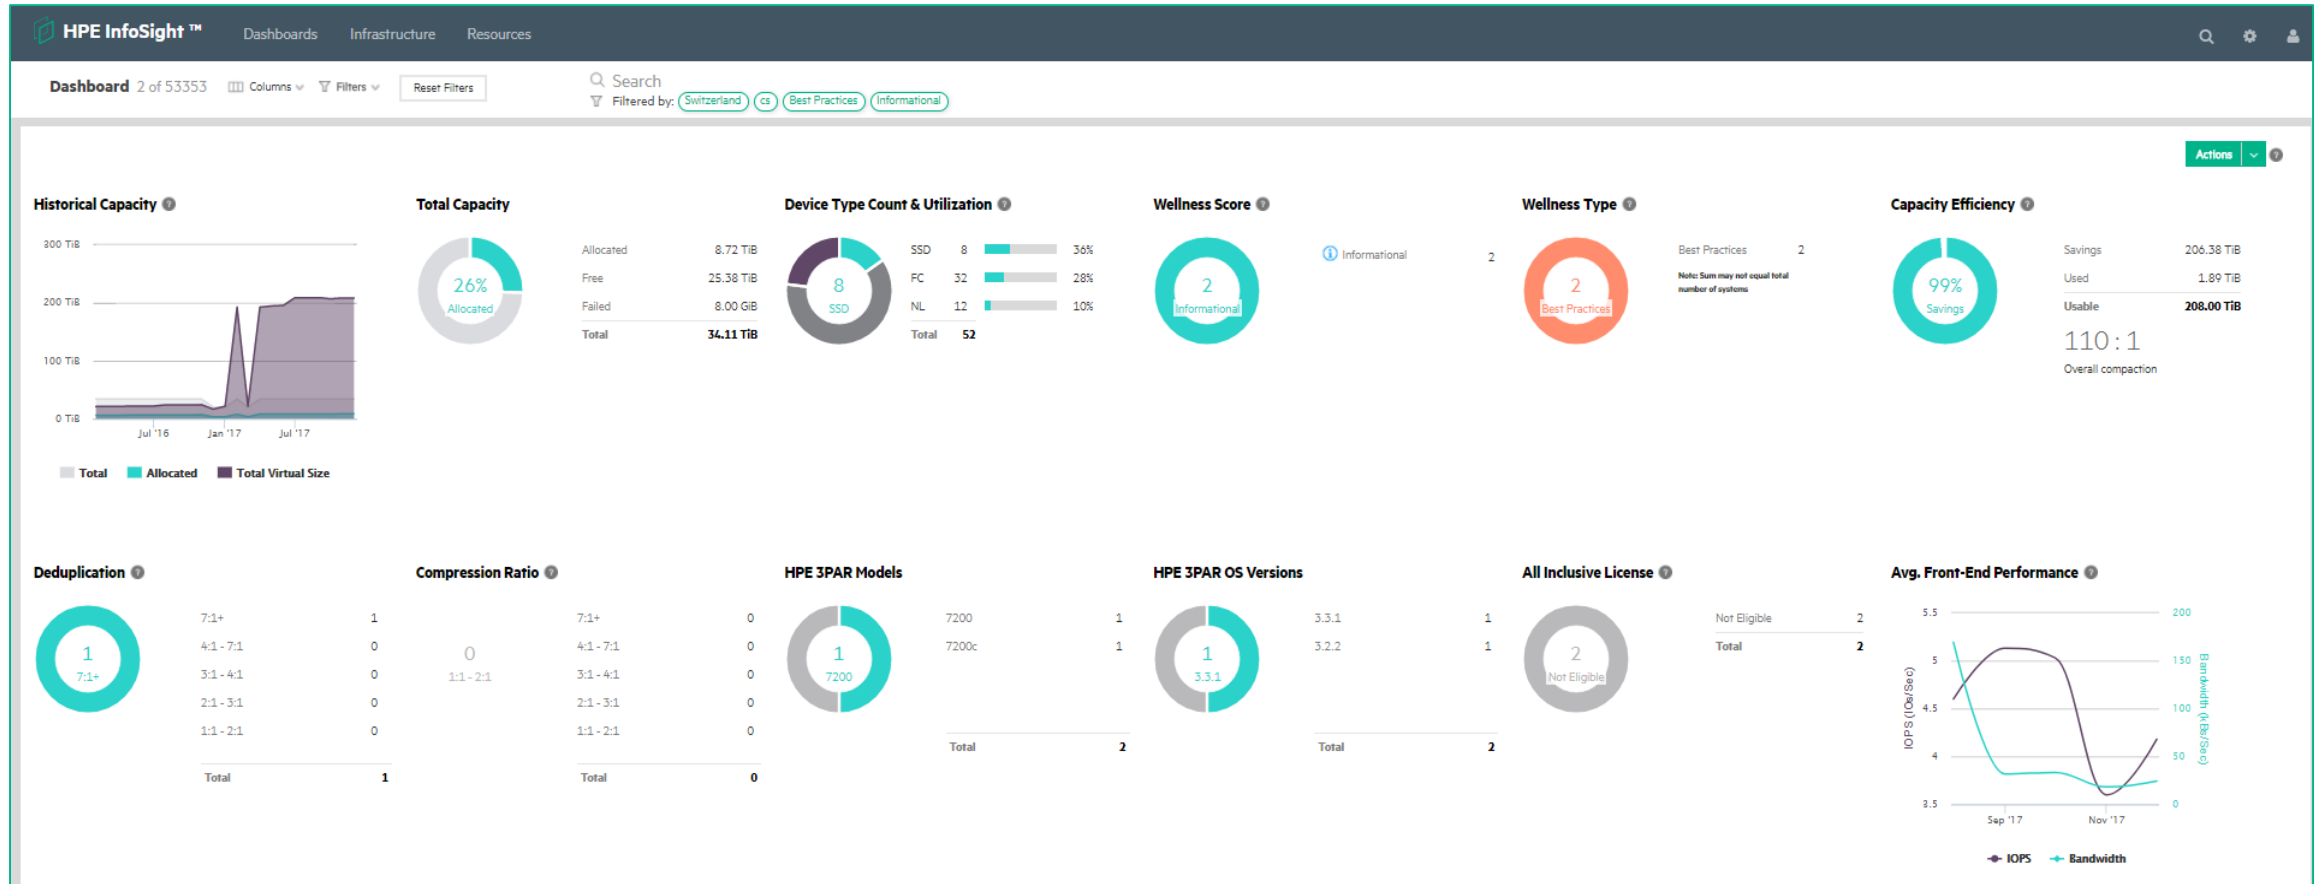 HPE InfoSight ™ Dashboards Infrastructure Resources
Dashboard 2 of 53353 Columns Filters Reset Filters
Search
Filtered by: Switzerland cs Best Practices Informational
Actions
Historical Capacity
300 TiB
200 TiB
100 TiB
0 TiB
Jul '16 Jan '17 Jul '17
Total Allocated Total Virtual Size
Total Capacity
26%
Allocated
Allocated 8.72 TiB
Free 25.38 TiB
Failed 8.00 GiB
Total 34.11 TiB
Device Type Count & Utilization
8
SSD
SSD 8 36%
FC 32 28%
NL 12 10%
Total 52
Wellness Score
2
Informational
Informational 2
Wellness Type
2
Best Practices
Best Practices 2
Note: Sum may not equal total
number of systems
Capacity Efficiency
99%
Savings
Savings 206.38 TiB
Used 1.89 TiB
Usable 208.00 TiB
110 : 1
Overall compaction
Deduplication
1
7:1+
7:1+ 1
4:1 - 7:1 0
3:1 - 4:1 0
2:1 - 3:1 0
1:1 - 2:1 0
Total 1
Compression Ratio
0
1:1 - 2:1
7:1+ 0
4:1 - 7:1 0
3:1 - 4:1 0
2:1 - 3:1 0
1:1 - 2:1 0
Total 0
HPE 3PAR Models
1
7200
7200 1
7200c 1
Total 2
HPE 3PAR OS Versions
1
3.3.1
3.3.1 1
3.2.2 1
Total 2
All Inclusive License
2
Not Eligible
Not Eligible 2
Total 2
Avg. Front-End Performance
IOPS (IOs/Sec)
5.5
5
4.5
4
3.5
200
150
100
50
0
Bandwidth (kBs/Sec)
Sep '17 Nov '17
IOPS Bandwidth